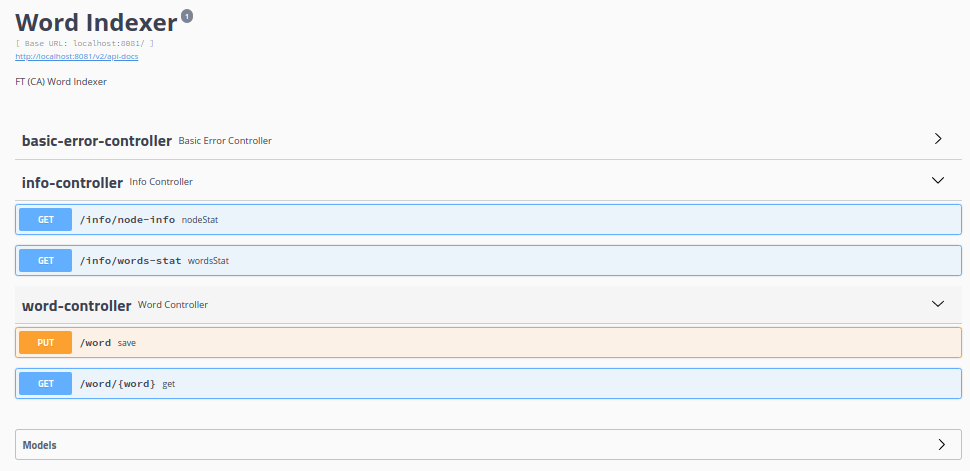 Word Indexer 1
[ Base URL: localhost:8081/ ]
http://localhost:8081/v2/api-docs
FT (CA) Word Indexer
basic-error-controller Basic Error Controller
info-controller Info Controller
GET /info/node-info nodeStat
GET /info/words-stat wordsStat
word-controller Word Controller
PUT /word save
GET /word/{word} get
Models